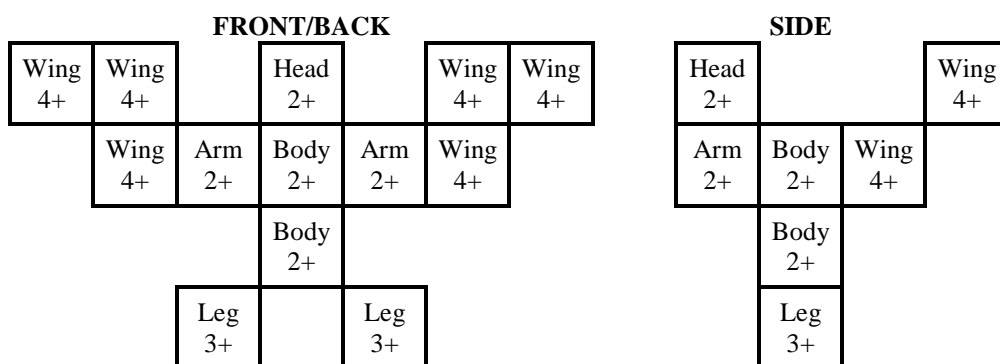 FRONT/BACK SIDE
Wing Wing Head Wing Wing Head Wing
4+ 4+ 2+ 4+ 4+ 2+ 4+
Wing Arm Body Arm Wing Arm Body Wing
4+ 2+ 2+ 2+ 4+ 2+ 2+ 4+
Body Body
2+ 2+
Leg Leg Leg
3+ 3+ 3+